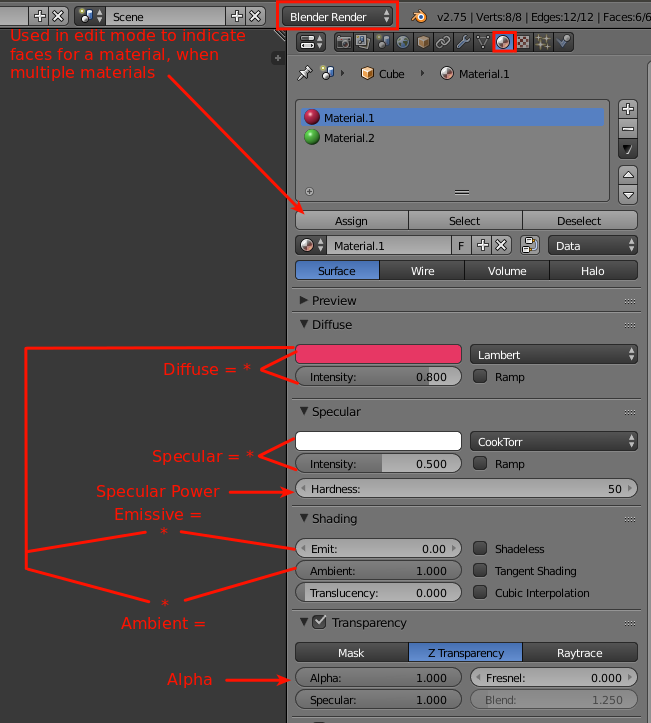 Scene
Blender Render
v2.75 | Verts:8/8 | Edges:12/12 | Faces:6/6
Used in edit mode to indicate
faces for a material, when
multiple materials
Cube
Material.1
Material.1
Material.2
Assign
Select
Deselect
Material.1
F
Data
Surface
Wire
Volume
Halo
Preview
Diffuse
Lambert
Diffuse = *
Intensity: 0.800
Ramp
Specular
CookTorr
Specular = *
Intensity: 0.500
Ramp
Specular Power
Hardness: 50
Emissive =
*
Shading
Emit: 0.00
Shadeless
Ambient: 1.000
Tangent Shading
Translucency: 0.000
Cubic Interpolation
*
Ambient =
Transparency
Mask
Z Transparency
Raytrace
Alpha
Alpha: 1.000
Fresnel: 0.000
Specular: 1.000
Blend: 1.250